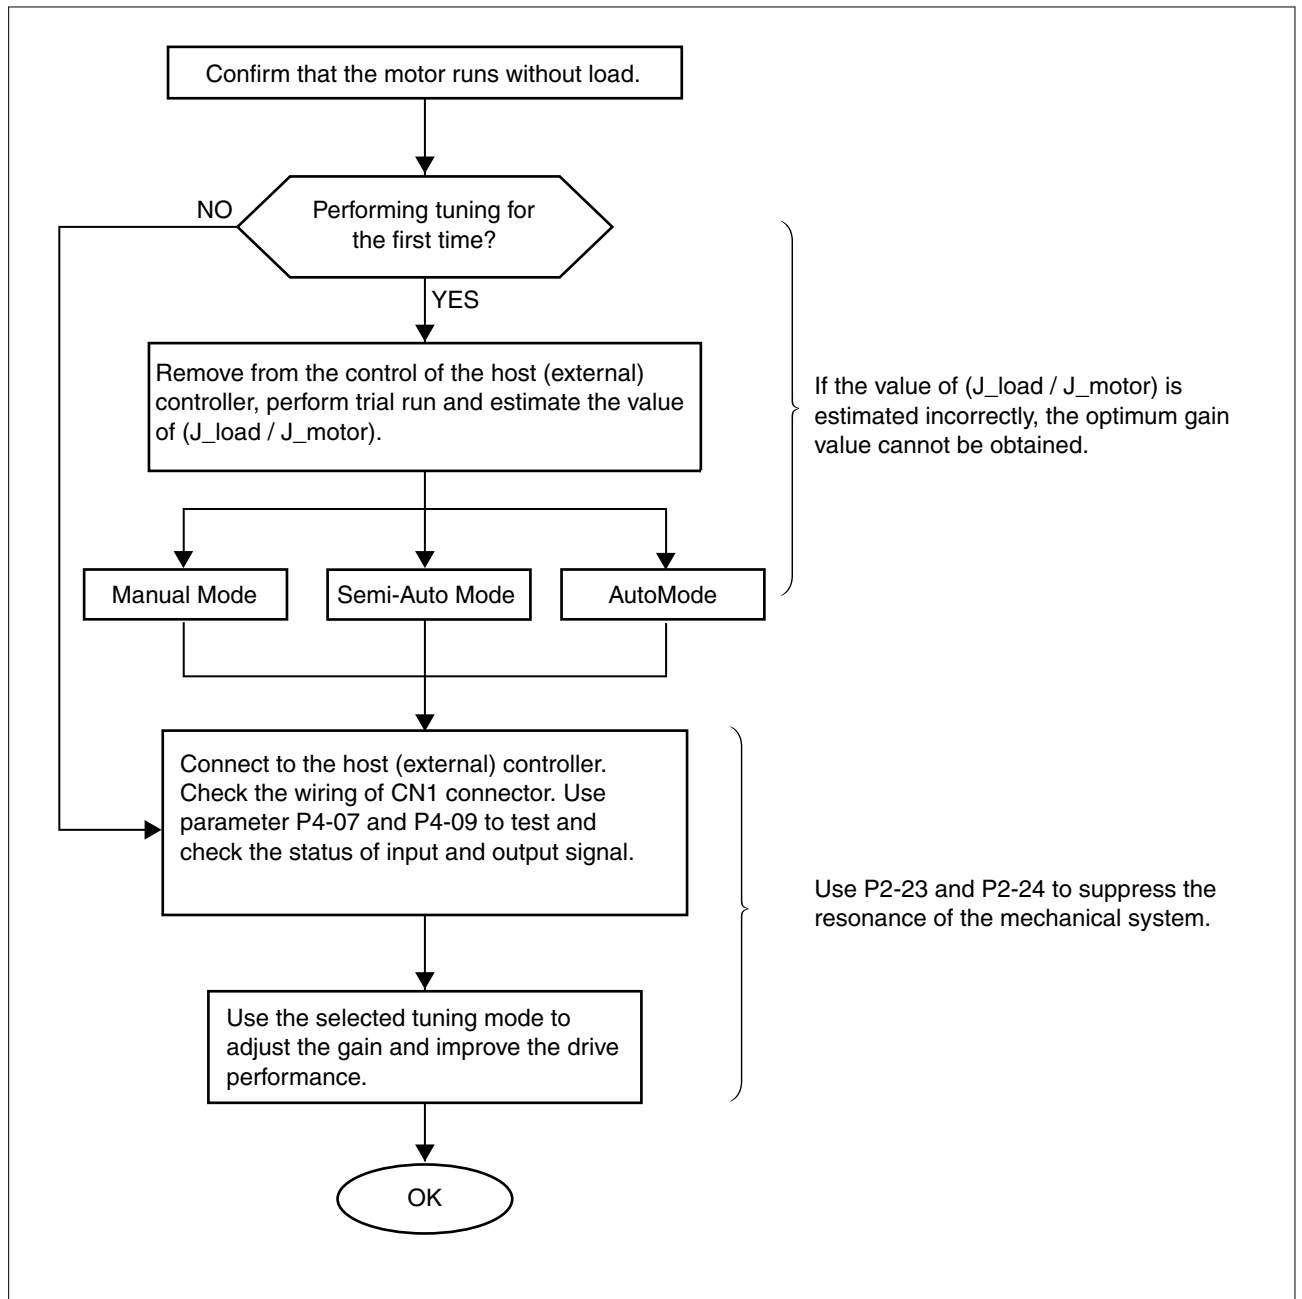 Confirm that the motor runs without load.
NO
Performing tuning for
the first time?
YES
Remove from the control of the host (external)
controller, perform trial run and estimate the value
of (J_load / J_motor).
If the value of (J_load / J_motor) is
estimated incorrectly, the optimum gain
value cannot be obtained.
Manual Mode
Semi-Auto Mode
AutoMode
Connect to the host (external) controller.
Check the wiring of CN1 connector. Use
parameter P4-07 and P4-09 to test and
check the status of input and output signal.
Use P2-23 and P2-24 to suppress the
resonance of the mechanical system.
Use the selected tuning mode to
adjust the gain and improve the drive
performance.
OK